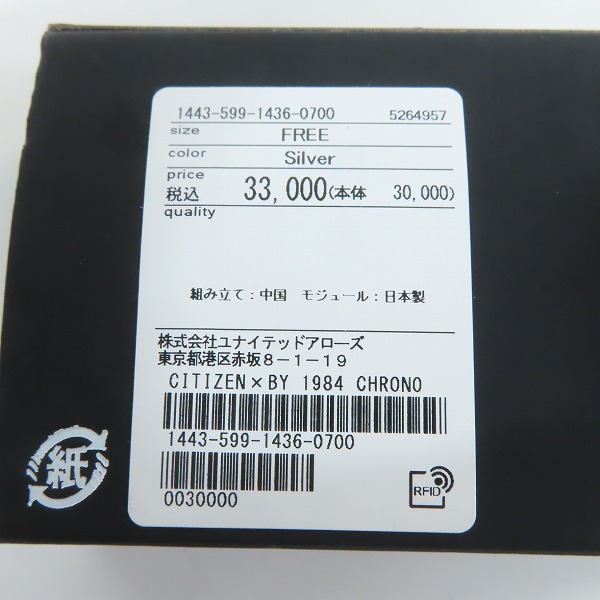 1443-599-1436-0700 5264957
size FREE
color Silver
price
税込 33,000(本体 30,000)
quality
組み立て:中国 モジュール:日本製
株式会社ユナイテッドアローズ
東京都港区赤坂8-1-19
CITIZEN×BY 1984 CHRONO
1443-599-1436-0700
0030000
RFID
紙